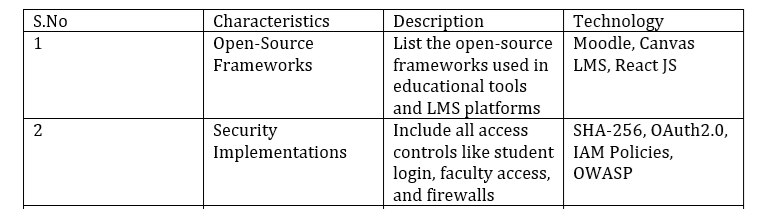 S.No Characteristics Description Technology
1 Open-Source List the open-source Moodle, Canvas
Frameworks frameworks used in LMS, React JS
educational tools
and LMS platforms
2 Security Include all access SHA-256, OAuth2.0,
Implementations controls like student IAM Policies,
login, faculty access, OWASP
and firewalls